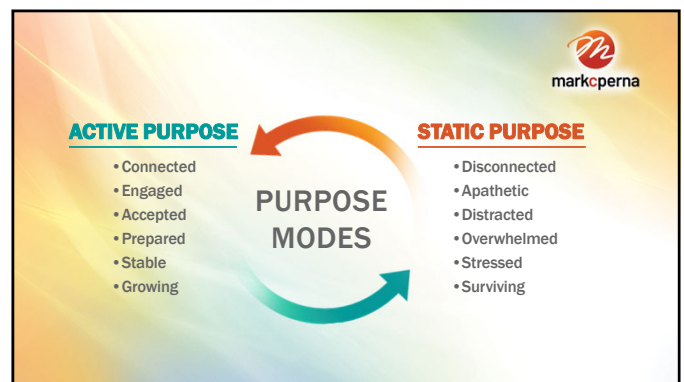 markcperna
ACTIVE PURPOSE
•Connected
•Engaged
•Accepted
•Prepared
•Stable
•Growing
PURPOSE
MODES
STATIC PURPOSE
•Disconnected
•Apathetic
•Distracted
•Overwhelmed
•Stressed
•Surviving